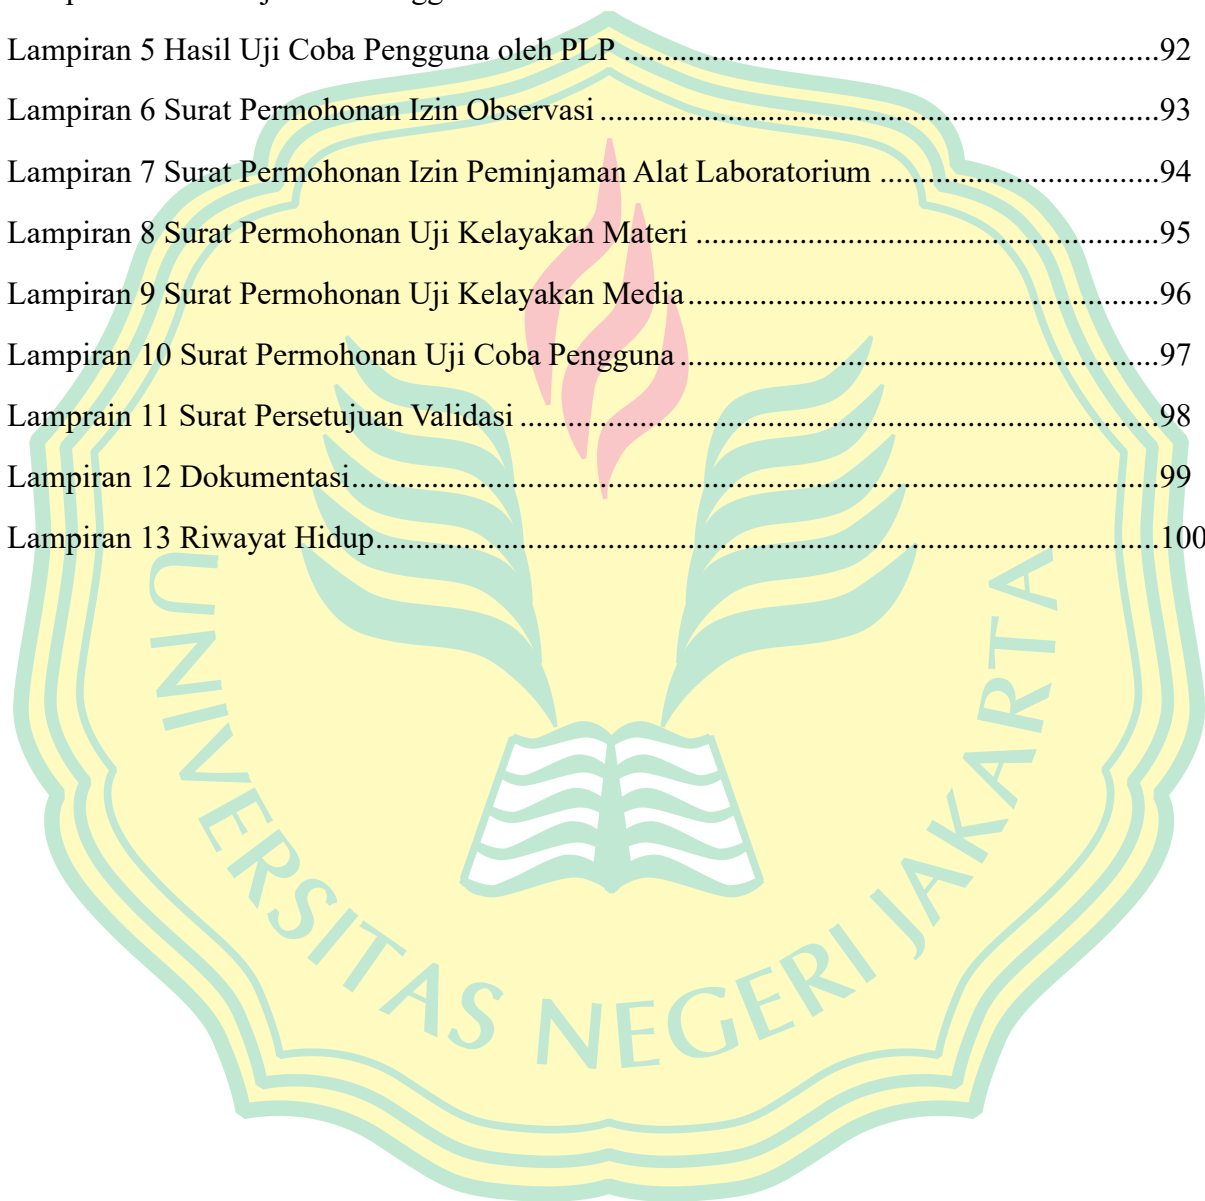 Lampiran 5 Hasil Uji Coba Pengguna oleh PLP ....................................................................92
Lampiran 6 Surat Permohonan Izin Observasi ......................................................................93
Lampiran 7 Surat Permohonan Izin Peminjaman Alat Laboratorium ...................................94
Lampiran 8 Surat Permohonan Uji Kelayakan Materi ..........................................................95
Lampiran 9 Surat Permohonan Uji Kelayakan Media...........................................................96
Lampiran 10 Surat Permohonan Uji Coba Pengguna ............................................................97
Lamprain 11 Surat Persetujuan Validasi ................................................................................98
Lampiran 12 Dokumentasi.....................................................................................................99
Lampiran 13 Riwayat Hidup..................................................................................................100
UNIVERSITAS NEGERI JAKARTA